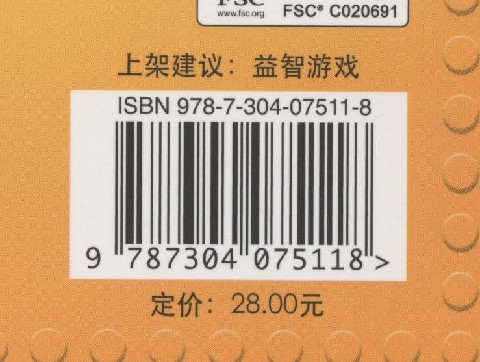 FSC
www.fsc.org
FSC® C020691
上架建议：益智游戏
ISBN 978-7-304-07511-8
9 787304 075118 >
定价：28.00元